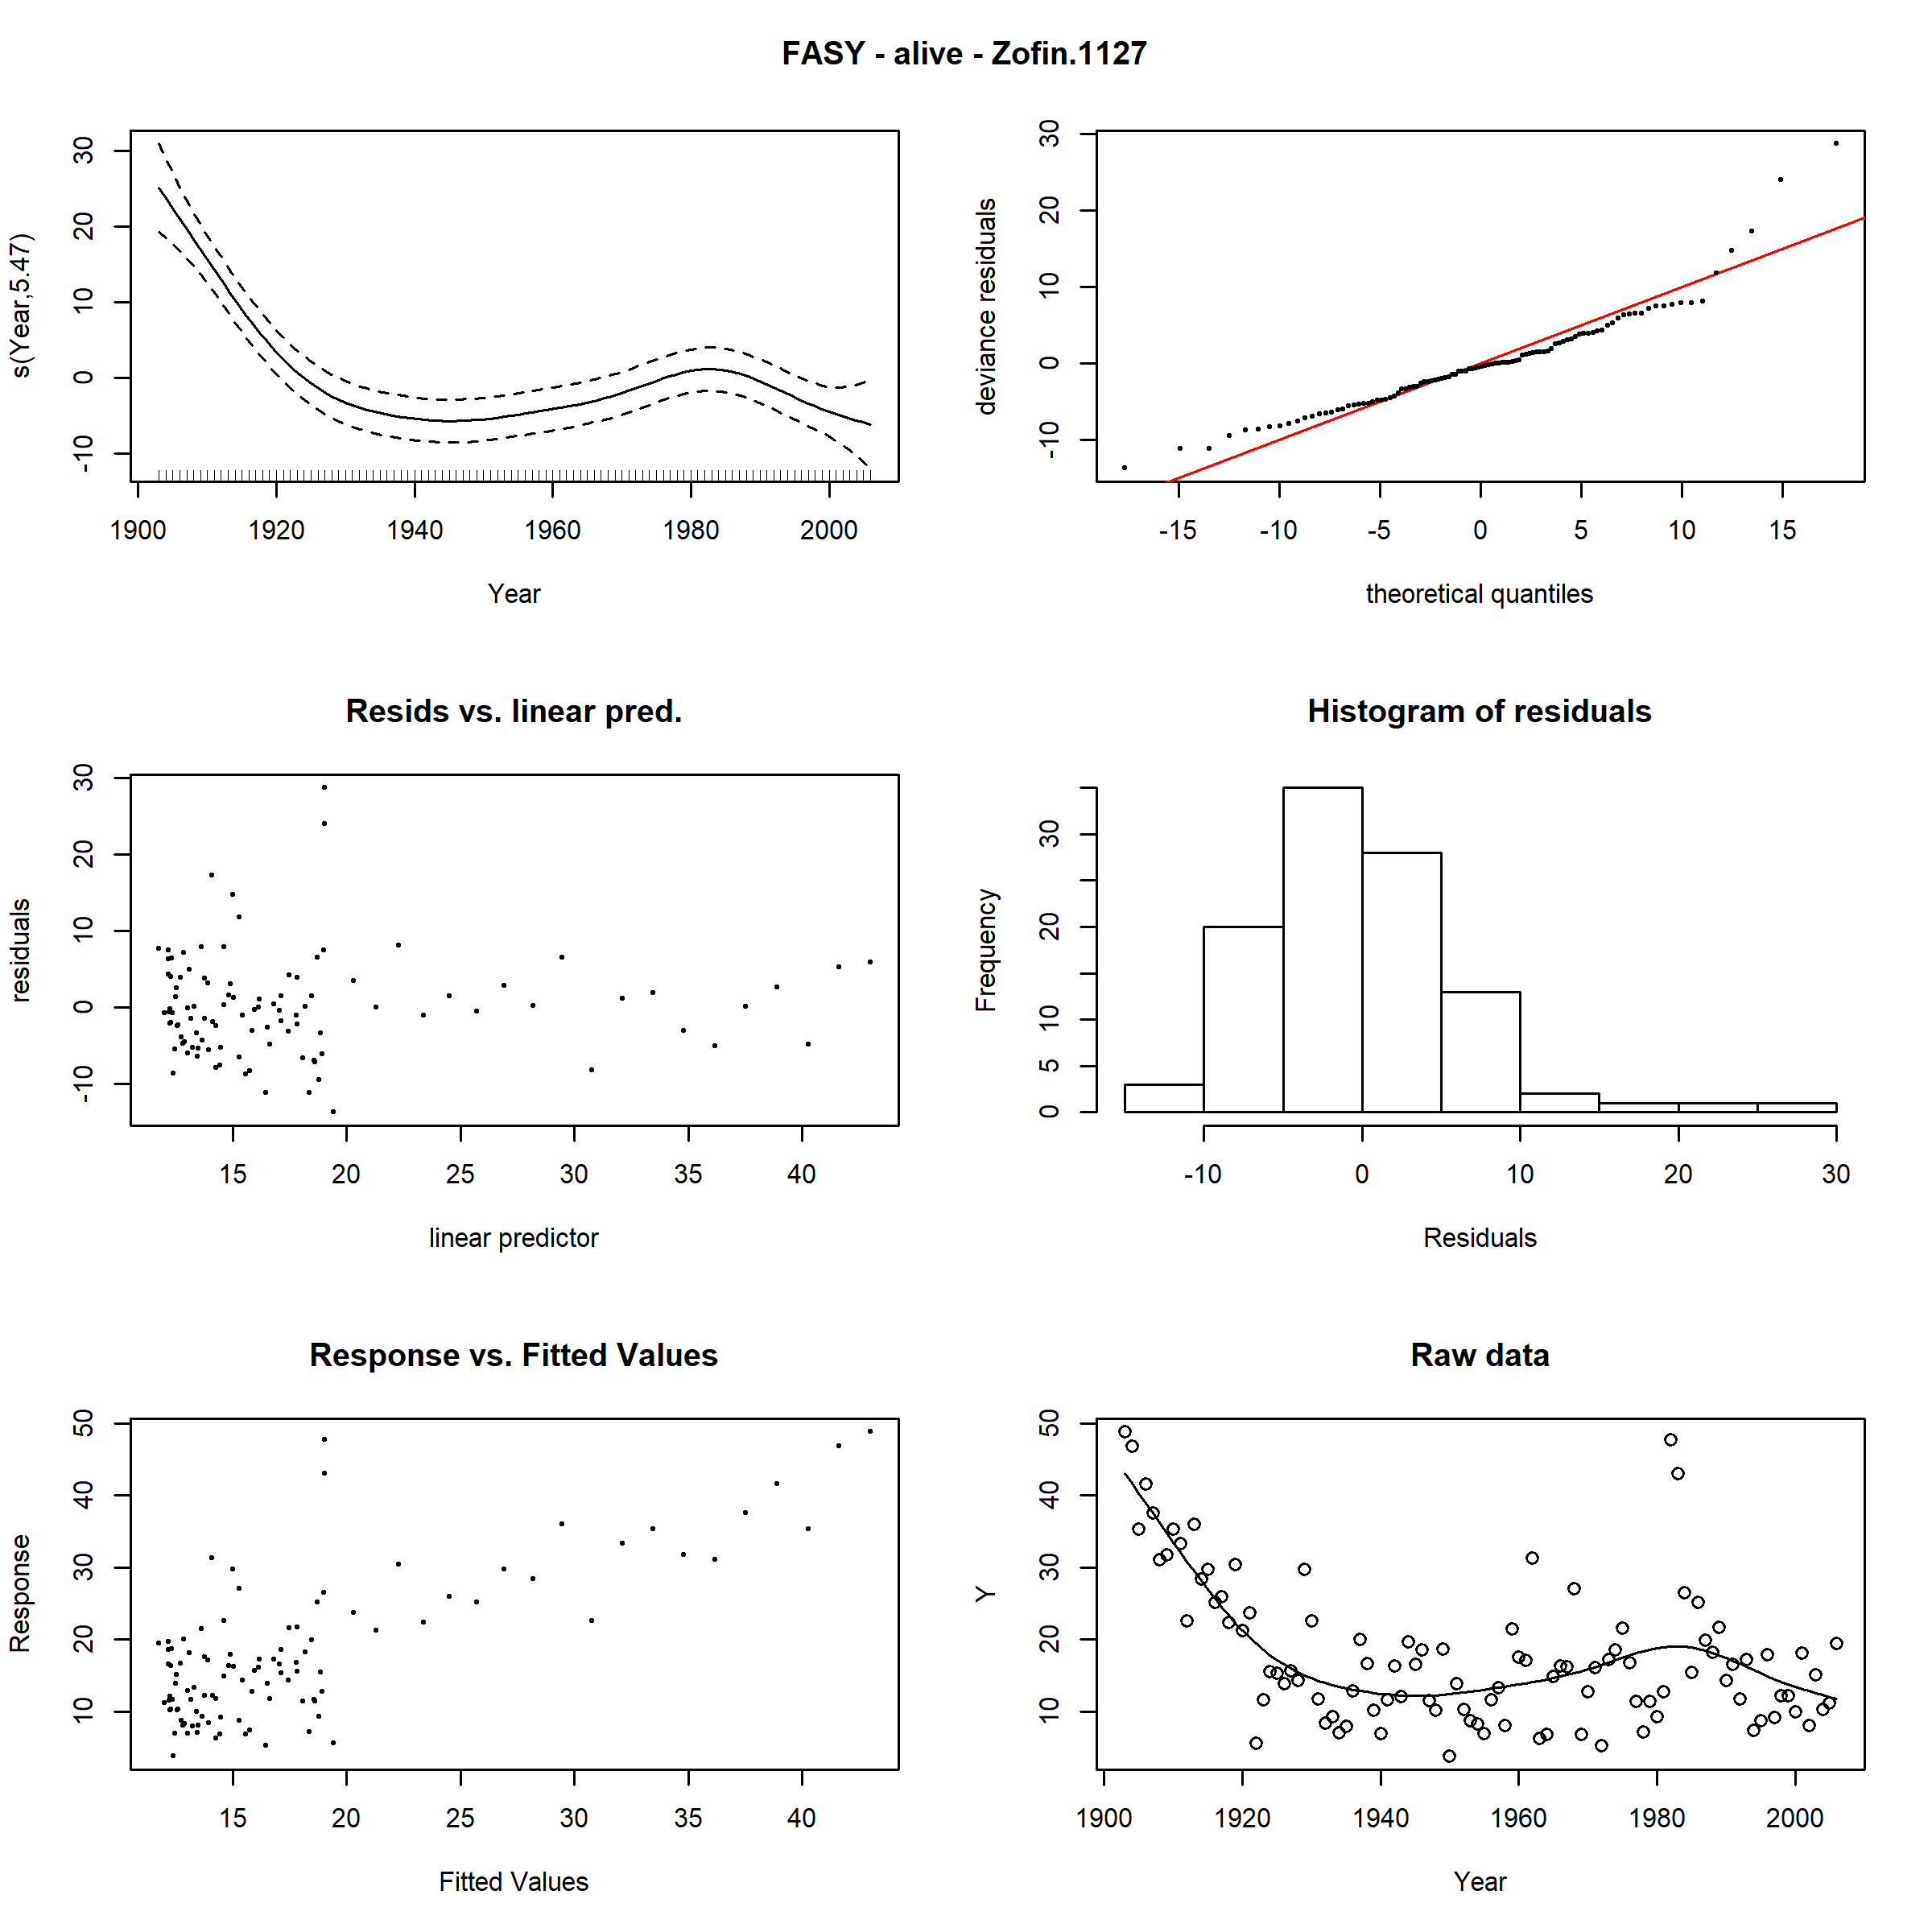 FASY - alive - Zofin.1127
s(Year,5.47)
-10 0 10 20 30
1900 1920 1940 1960 1980 2000
Year
deviance residuals
-10 0 10 20 30
-15 -10 -5 0 5 10 15
theoretical quantiles
Resids vs. linear pred.
residuals
-10 0 10 20 30
15 20 25 30 35 40
linear predictor
Histogram of residuals
Frequency
0 5 10 20 30
-10 0 10 20 30
Residuals
Response vs. Fitted Values
Response
10 20 30 40 50
15 20 25 30 35 40
Fitted Values
Raw data
Y
10 20 30 40 50
1900 1920 1940 1960 1980 2000
Year